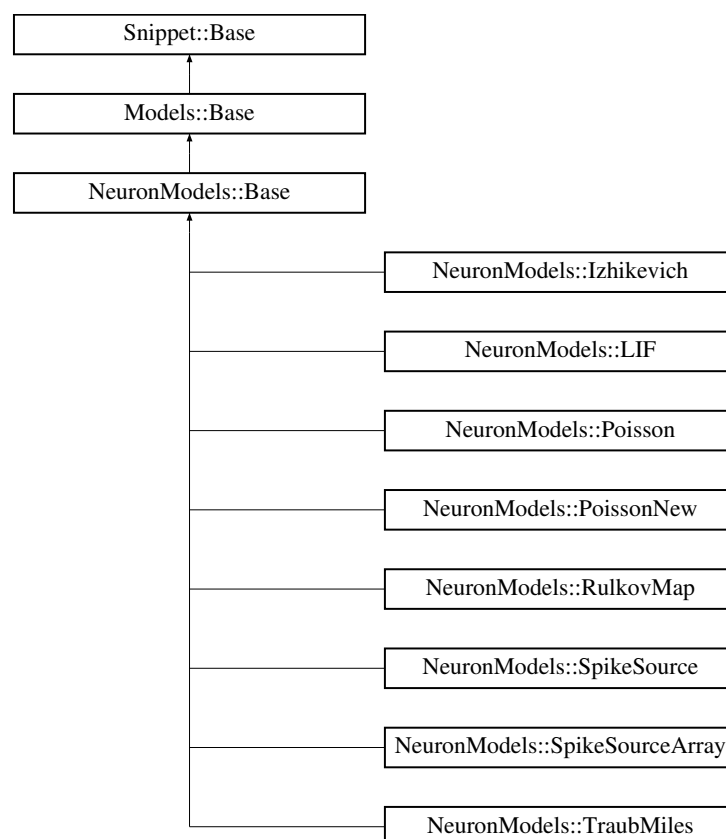 Snippet::Base
Models::Base
NeuronModels::Base
NeuronModels::Izhikevich
NeuronModels::LIF
NeuronModels::Poisson
NeuronModels::PoissonNew
NeuronModels::RulkovMap
NeuronModels::SpikeSource
NeuronModels::SpikeSourceArray
NeuronModels::TraubMiles